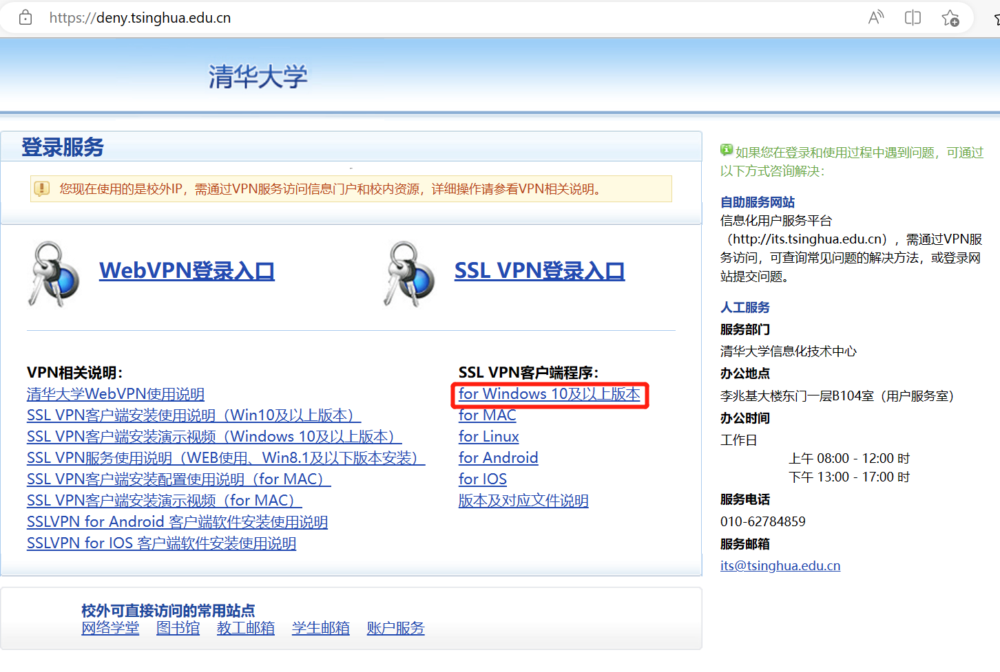 https://deny.tsinghua.edu.cn
清华大学
登录服务
您现在使用的是校外IP，需通过VPN服务访问信息门户和校内资源，详细操作请参看VPN相关说明。
WebVPN登录入口
SSL VPN登录入口
VPN相关说明：
清华大学WebVPN使用说明
SSL VPN客户端安装使用说明（Win10及以上版本）
SSL VPN客户端安装演示视频（Windows 10及以上版本）
SSL VPN服务使用说明（WEB使用、Win8.1及以下版本安装）
SSL VPN客户端安装配置使用说明（for MAC）
SSL VPN客户端安装演示视频（for MAC）
SSLVPN for Android 客户端软件安装使用说明
SSLVPN for IOS 客户端软件安装使用说明
SSL VPN客户端程序：
for Windows 10及以上版本
for MAC
for Linux
for Android
for IOS
版本及对应文件说明
校外可直接访问的常用站点
网络学堂 图书馆 教工邮箱 学生邮箱 账户服务
如果您在登录和使用过程中遇到问题，可通过
以下方式咨询解决：
自助服务网站
信息化用户服务平台
（http://its.tsinghua.edu.cn），需通过VPN服
务访问，可查询常见问题的解决方法，或登录网
站提交问题。
人工服务
服务部门
清华大学信息化技术中心
办公地点
李兆基大楼东门一层B104室（用户服务室）
办公时间
工作日
上午 08:00 - 12:00 时
下午 13:00 - 17:00 时
服务电话
010-62784859
服务邮箱
its@tsinghua.edu.cn